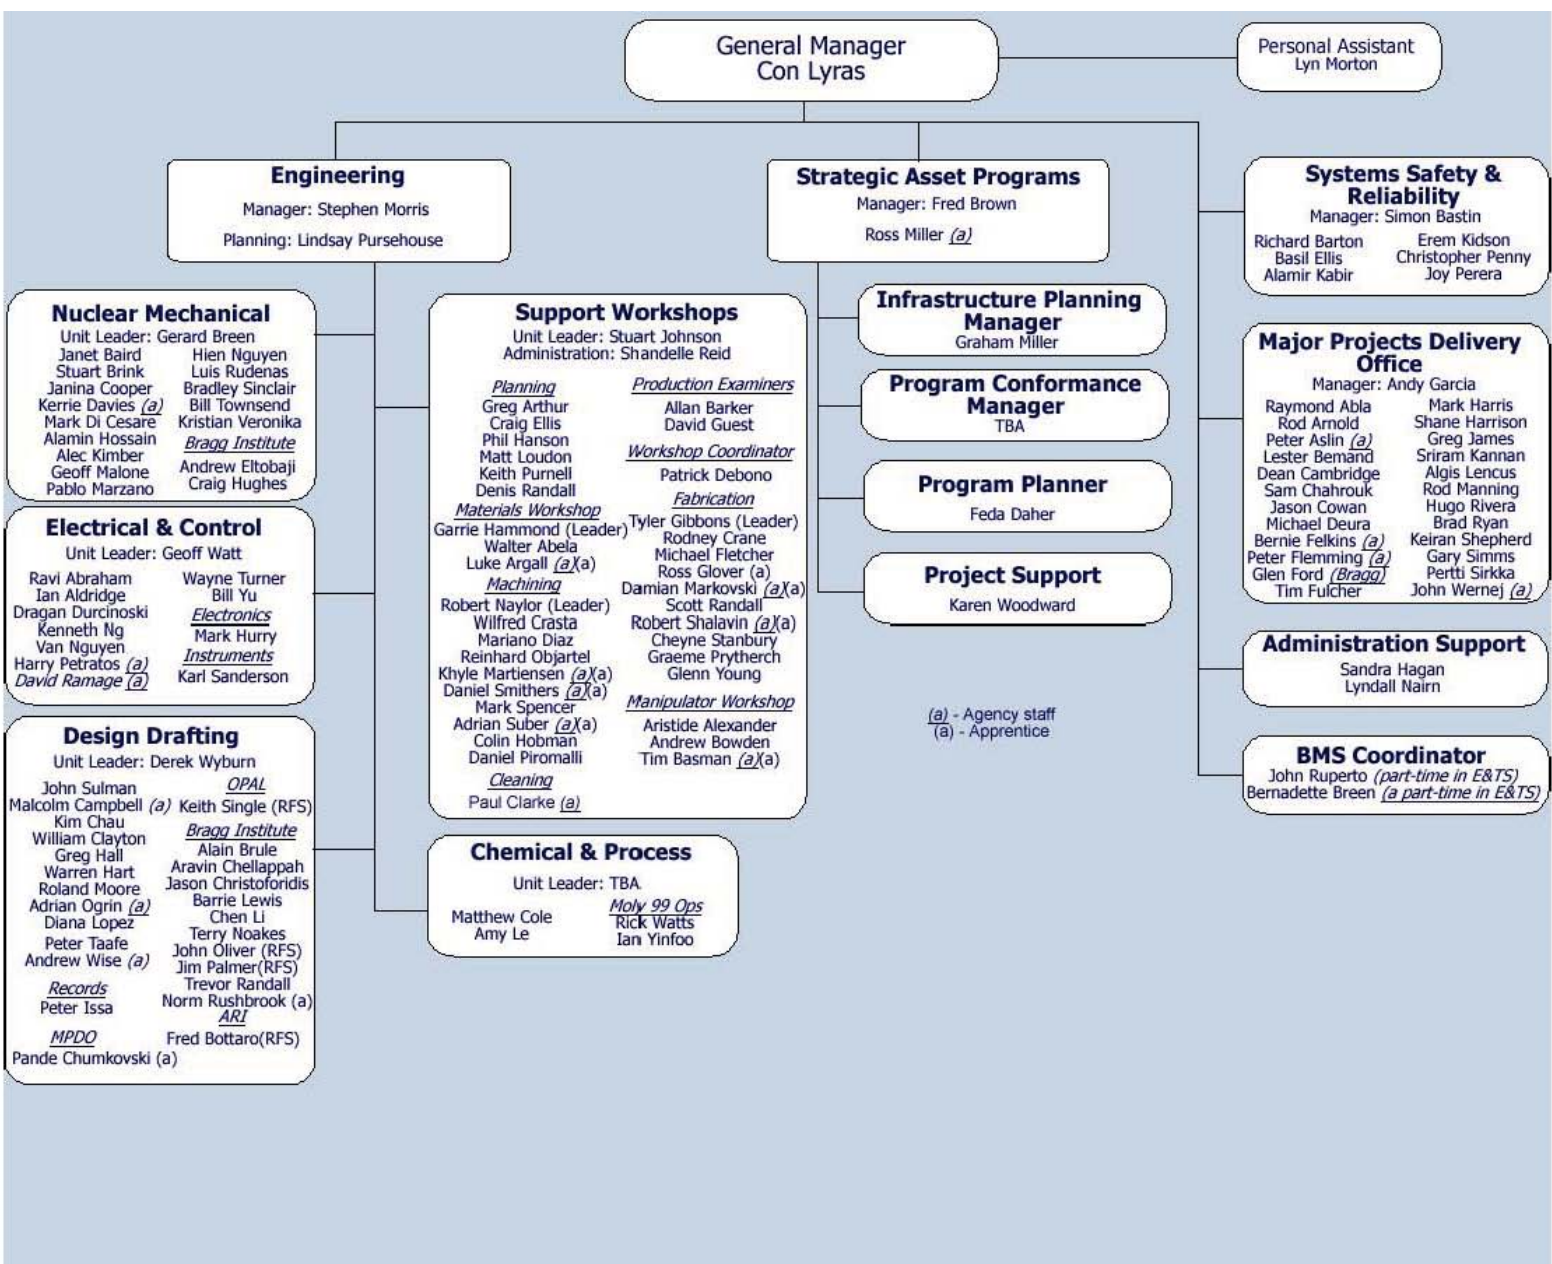 General Manager
Con Lyras
Personal Assistant
Lyn Morton
Engineering
Manager: Stephen Morris
Planning: Lindsay Pursehouse
Strategic Asset Programs
Manager: Fred Brown
Ross Miller (a)
Systems Safety &
Reliability
Manager: Simon Bastin
Richard Barton
Basil Ellis
Alamir Kabir
Erem Kidson
Christopher Penny
Joy Perera
Nuclear Mechanical
Unit Leader: Gerard Breen
Janet Baird
Stuart Brink
Janina Cooper
Kerrie Davies (a)
Mark Di Cesare
Alamin Hossain
Alec Kimber
Geoff Malone
Pablo Marzano
Hien Nguyen
Luis Rudenas
Bradley Sinclair
Bill Townsend
Kristian Veronika
Bragg Institute
Andrew Eltobaji
Craig Hughes
Support Workshops
Unit Leader: Stuart Johnson
Administration: Shandelle Reid
Planning
Greg Arthur
Craig Ellis
Phil Hanson
Matt Loudon
Keith Purnell
Denis Randall
Materials Workshop
Garrie Hammond (Leader)
Walter Abela
Luke Argall (a)(a)
Machining
Robert Naylor (Leader)
Wilfred Crasta
Mariano Diaz
Reinhard Objartel
Khyle Martiensen (a)(a)
Daniel Smithers (a)(a)
Mark Spencer
Adrian Suber (a)(a)
Colin Hobman
Daniel Piromalli
Cleaning
Paul Clarke (a)
Production Examiners
Allan Barker
David Guest
Workshop Coordinator
Patrick Debono
Fabrication
Tyler Gibbons (Leader)
Rodney Crane
Michael Fletcher
Ross Glover (a)
Damian Markovski (a)(a)
Scott Randall
Robert Shalavin (a)(a)
Cheyne Stanbury
Graeme Prytherch
Glenn Young
Manipulator Workshop
Aristide Alexander
Andrew Bowden
Tim Basman (a)(a)
Infrastructure Planning
Manager
Graham Miller
Program Conformance
Manager
TBA
Program Planner
Feda Daher
Project Support
Karen Woodward
Major Projects Delivery
Office
Manager: Andy Garcia
Raymond Abla
Rod Arnold
Peter Aslin (a)
Lester Bemand
Dean Cambridge
Sam Chahrouk
Jason Cowan
Michael Deura
Bernie Felkins (a)
Peter Flemming (a)
Glen Ford (Bragg)
Tim Fulcher
Mark Harris
Shane Harrison
Greg James
Sriram Kannan
Algis Lencus
Rod Manning
Hugo Rivera
Brad Ryan
Keiran Shepherd
Gary Simms
Pertti Sirkka
John Wernej (a)
Electrical & Control
Unit Leader: Geoff Watt
Ravi Abraham
Ian Aldridge
Dragan Durcinoski
Kenneth Ng
Van Nguyen
Harry Petratos (a)
David Ramage (a)
Wayne Turner
Bill Yu
Electronics
Mark Hurry
Instruments
Karl Sanderson
Administration Support
Sandra Hagan
Lyndall Nairn
(a) - Agency staff
(a) - Apprentice
BMS Coordinator
John Ruperto (part-time in E&TS)
Bernadette Breen (a part-time in E&TS)
Design Drafting
Unit Leader: Derek Wyburn
John Sulman
Malcolm Campbell (a)
Kim Chau
William Clayton
Greg Hall
Warren Hart
Roland Moore
Adrian Ogrin (a)
Diana Lopez
Peter Taafe
Andrew Wise (a)
Records
Peter Issa
MPDO
Pande Chumkovski (a)
OPAL
Keith Single (RFS)
Bragg Institute
Alain Brule
Aravin Chellappah
Jason Christoforidis
Barrie Lewis
Chen Li
Terry Noakes
John Oliver (RFS)
Jim Palmer(RFS)
Trevor Randall
Norm Rushbrook (a)
ARI
Fred Bottaro(RFS)
Chemical & Process
Unit Leader: TBA
Matthew Cole
Amy Le
Moly 99 Ops
Rick Watts
Ian Yinfoo